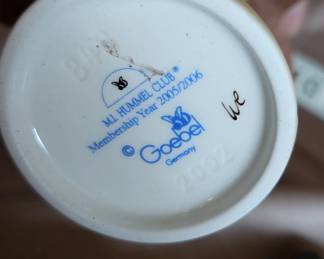 M.I. HUMMEL CLUB®
Membership Year 2005/2006
© Goebel
Germany
2002